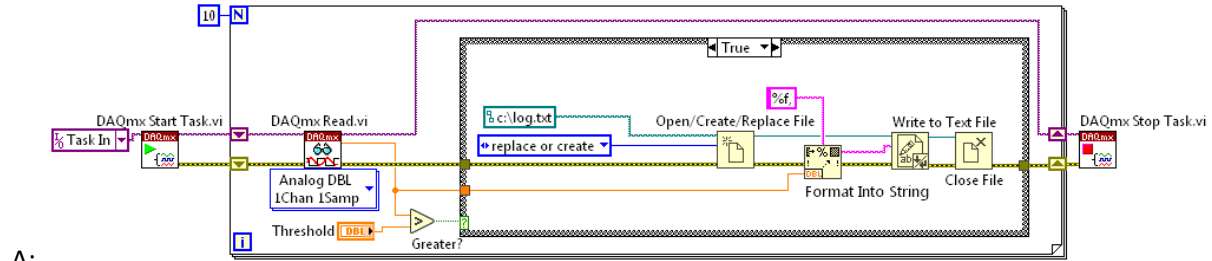 10 N
True
%f,
DAQmx Start Task.vi
DAQmx Read.vi
c:\log.txt
Open/Create/Replace File
Write to Text File
DAQmx Stop Task.vi
Task In
DAQmx
DAQmx
replace or create
DAQmx
Analog DBL
1Chan 1Samp
DBL
Format Into String
Close File
Threshold
DBL
>
?
i
Greater?
A: